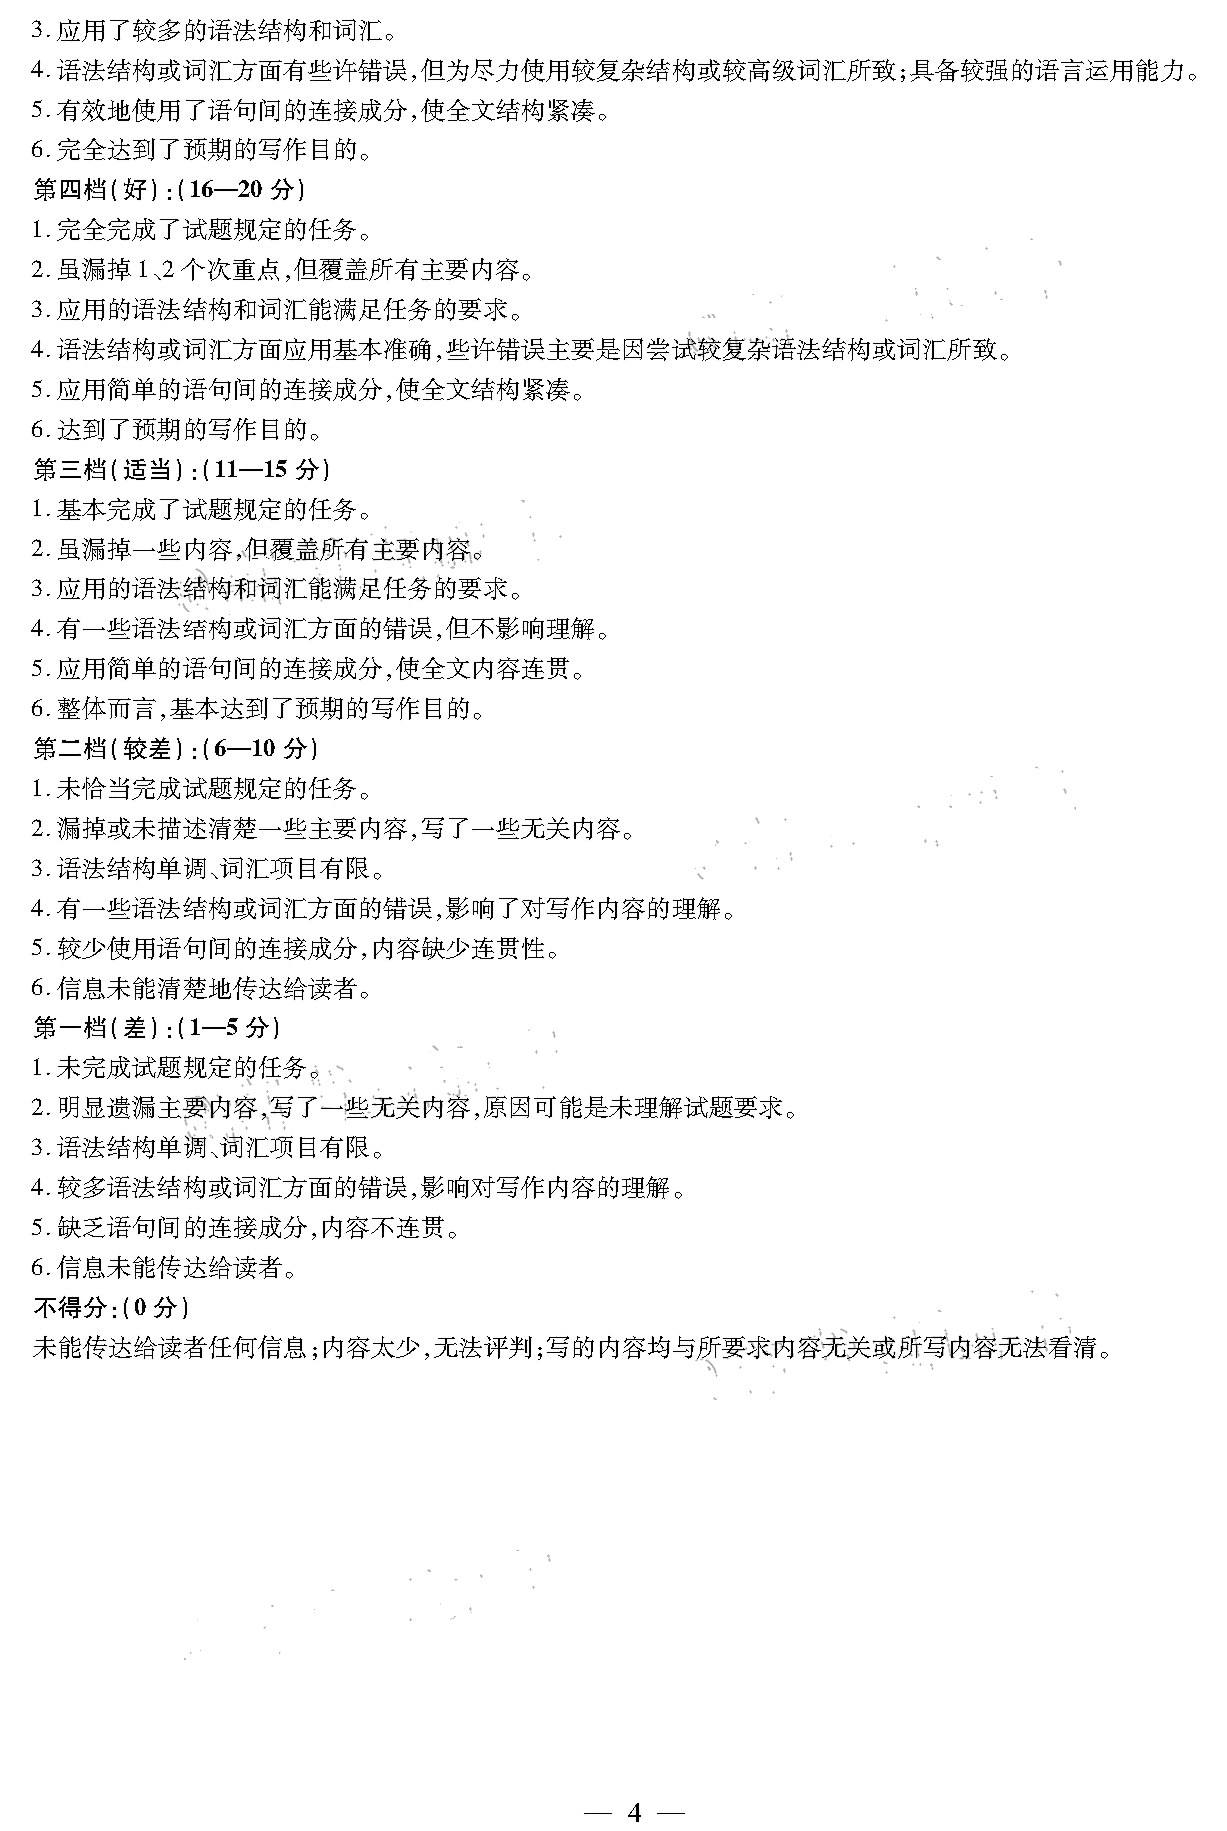 3. 应用了较多的语法结构和词汇。
4. 语法结构或词汇方面有些许错误,但为尽力使用较复杂结构或较高级词汇所致;具备较强的语言运用能力。
5. 有效地使用了语句间的连接成分,使全文结构紧凑。
6. 完全达到了预期的写作目的。
第四档(好):(16—20 分)
1. 完全完成了试题规定的任务。
2. 虽漏掉 1、2 个次重点,但覆盖所有主要内容。
3. 应用的语法结构和词汇能满足任务的要求。
4. 语法结构或词汇方面应用基本准确,些许错误主要是因尝试较复杂语法结构或词汇所致。
5. 应用简单的语句间的连接成分,使全文结构紧凑。
6. 达到了预期的写作目的。
第三档(适当):(11—15 分)
1. 基本完成了试题规定的任务。
2. 虽漏掉一些内容,但覆盖所有主要内容。
3. 应用的语法结构和词汇能满足任务的要求。
4. 有一些语法结构或词汇方面的错误,但不影响理解。
5. 应用简单的语句间的连接成分,使全文内容连贯。
6. 整体而言,基本达到了预期的写作目的。
第二档(较差):(6—10 分)
1. 未恰当完成试题规定的任务。
2. 漏掉或未描述清楚一些主要内容,写了一些无关内容。
3. 语法结构单调、词汇项目有限。
4. 有一些语法结构或词汇方面的错误,影响了对写作内容的理解。
5. 较少使用语句间的连接成分,内容缺少连贯性。
6. 信息未能清楚地传达给读者。
第一档(差):(1—5 分)
1. 未完成试题规定的任务。
2. 明显遗漏主要内容,写了一些无关内容,原因可能是未理解试题要求。
3. 语法结构单调、词汇项目有限。
4. 较多语法结构或词汇方面的错误,影响对写作内容的理解。
5. 缺乏语句间的连接成分,内容不连贯。
6. 信息未能传达给读者。
不得分:(0 分)
未能传达给读者任何信息;内容太少,无法评判;写的内容均与所要求内容无关或所写内容无法看清。
— 4 —